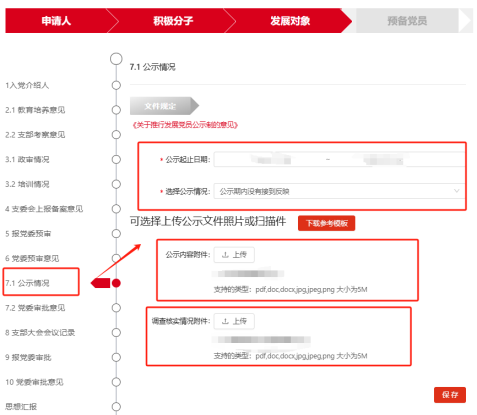 申请人 积极分子 发展对象 预备党员
7.1 公示情况
1入党介绍人
文件规定
2.1 教育培养意见
《关于推行发展党员公示制的意见》
2.2 支部考察意见
3.1 政审情况
* 公示起止日期: -
3.2 培训情况
* 选择公示情况: 公示期内没有接到反映
4 支委会上报备案意见
可选择上传公示文件照片或扫描件 下载参考模板
5 报党委预审
6 党委预审意见
公示内容附件: 上传
7.1 公示情况
支持的类型: pdf,doc,docx,jpg,jpeg,png 大小为5M
7.2 党委审批意见
调查核实情况附件: 上传
8 支部大会会议记录
9 报党委审批
支持的类型: pdf,doc,docx,jpg,jpeg,png 大小为5M
10 党委审批意见
保存
思想汇报